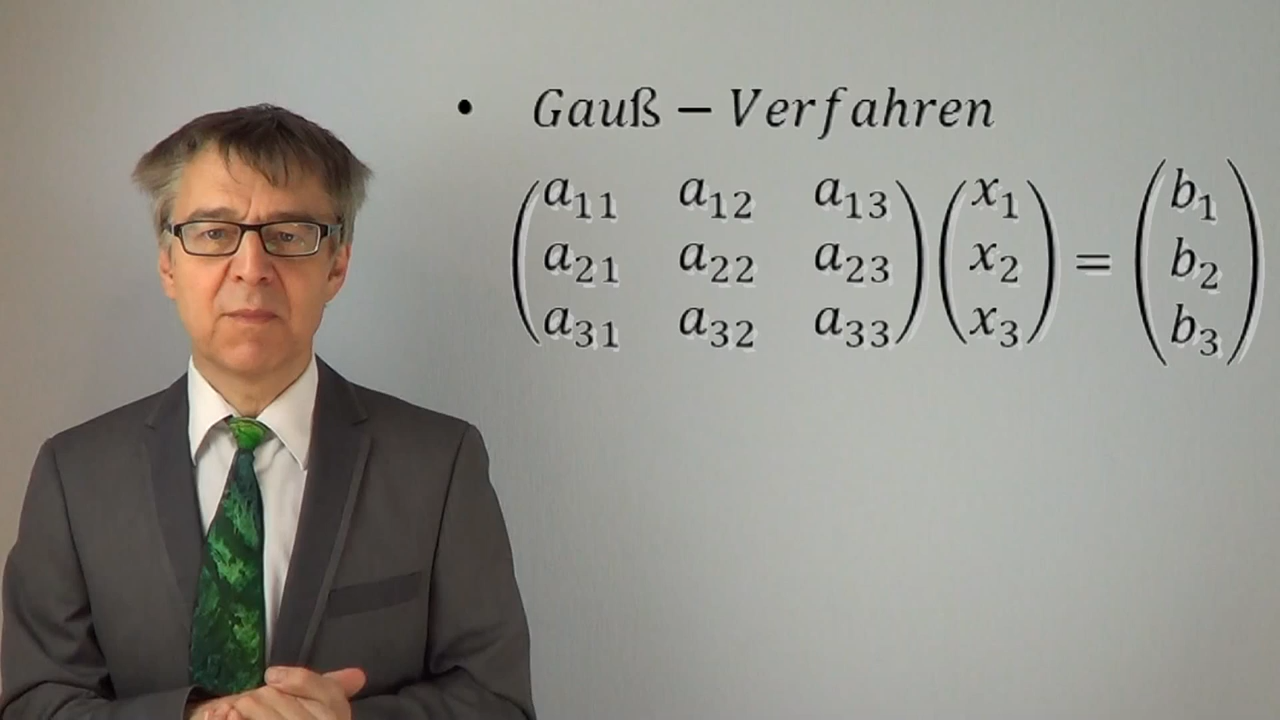 • Gauß – Verfahren
( a₁₁ a₁₂ a₁₃ ) ( x₁ ) = ( b₁ )
( a₂₁ a₂₂ a₂₃ ) ( x₂ ) = ( b₂ )
( a₃₁ a₃₂ a₃₃ ) ( x₃ ) = ( b₃ )